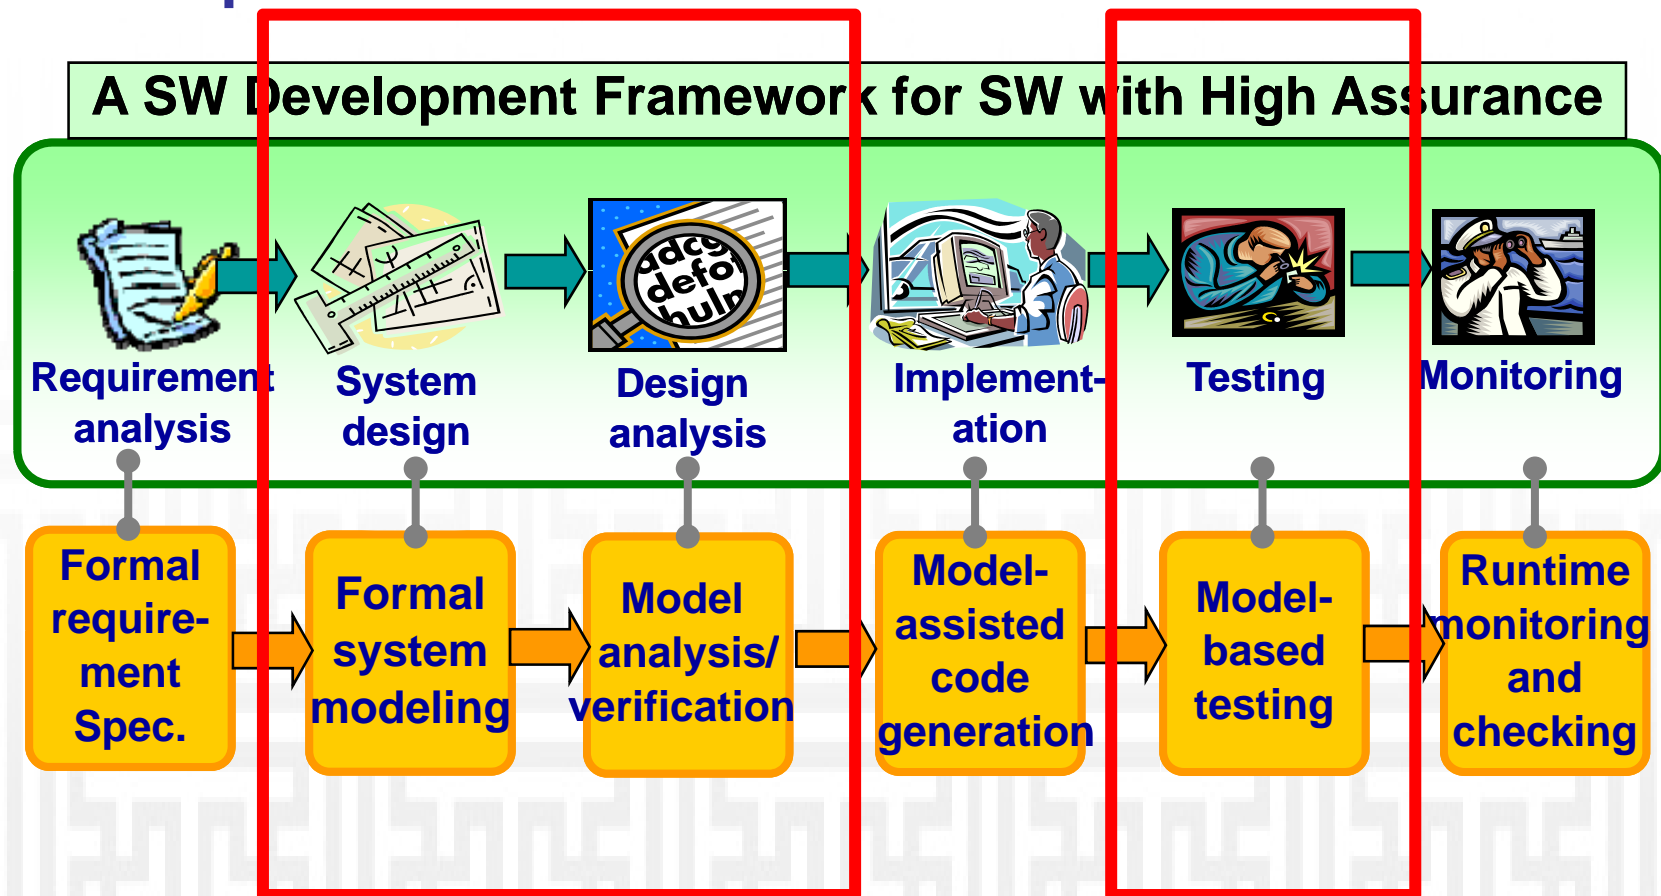 A SW Development Framework for SW with High Assurance
Requirement
analysis
System
design
Design
analysis
Implement-
ation
Testing
Monitoring
Formal
require-
ment
Spec.
Formal
system
modeling
Model
analysis/
verification
Model-
assisted
code
generation
Model-
based
testing
Runtime
monitoring
and
checking